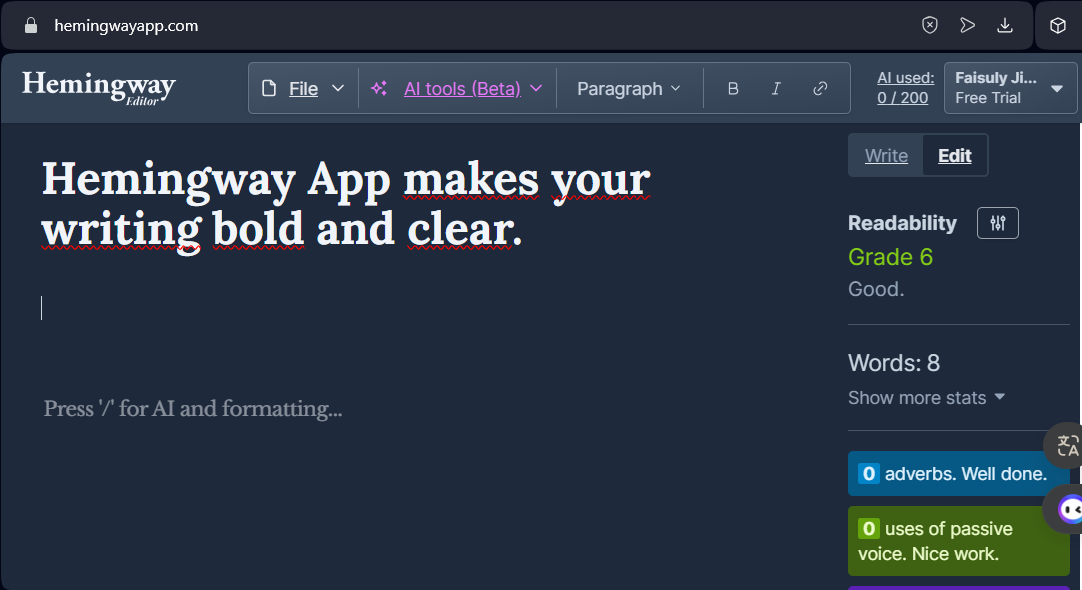 hemingwayapp.com
Hemingway
Editor
File
AI tools (Beta)
Paragraph
B
I
AI used:
0 / 200
Faisuly Ji...
Free Trial
Write
Edit
Hemingway App makes your
writing bold and clear.
Readability
Grade 6
Good.
Words: 8
Show more stats
Press '/' for AI and formatting...
0 adverbs. Well done.
0 uses of passive
voice. Nice work.
文A